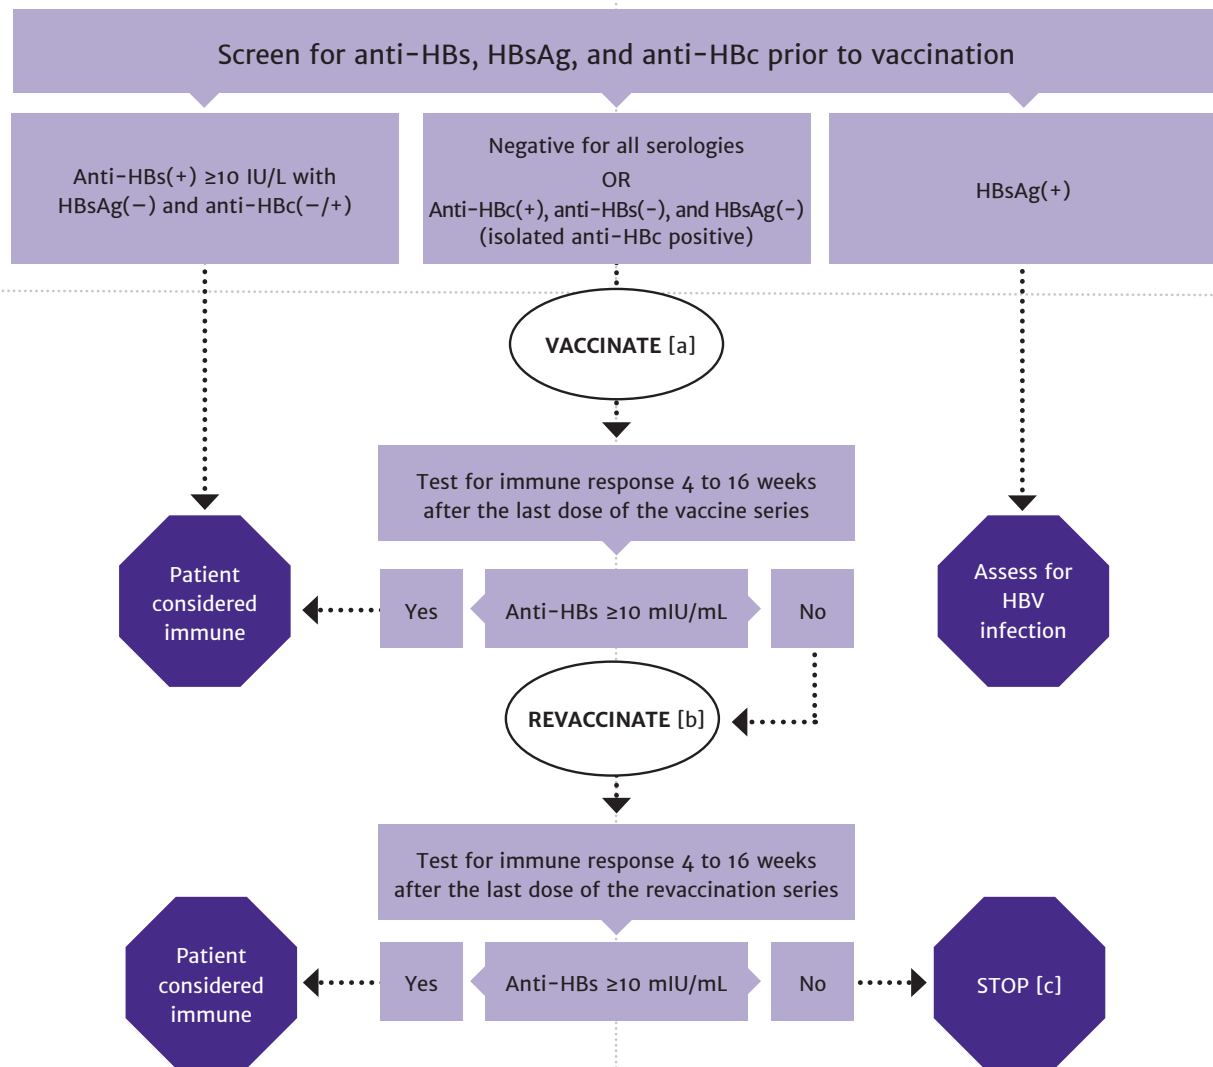 Screen for anti-HBs, HBsAg, and anti-HBc prior to vaccination
Anti-HBs(+) ≥10 IU/L with
HBsAg(−) and anti-HBc(−/+)
Negative for all serologies
OR
Anti-HBc(+), anti-HBs(-), and HBsAg(-)
(isolated anti-HBc positive)
HBsAg(+)
VACCINATE [a]
Test for immune response 4 to 16 weeks
after the last dose of the vaccine series
Patient
considered
immune
Yes
Anti-HBs ≥10 mIU/mL
No
Assess for
HBV
infection
REVACCINATE [b]
Test for immune response 4 to 16 weeks
after the last dose of the revaccination series
Patient
considered
immune
Yes
Anti-HBs ≥10 mIU/mL
No
STOP [c]